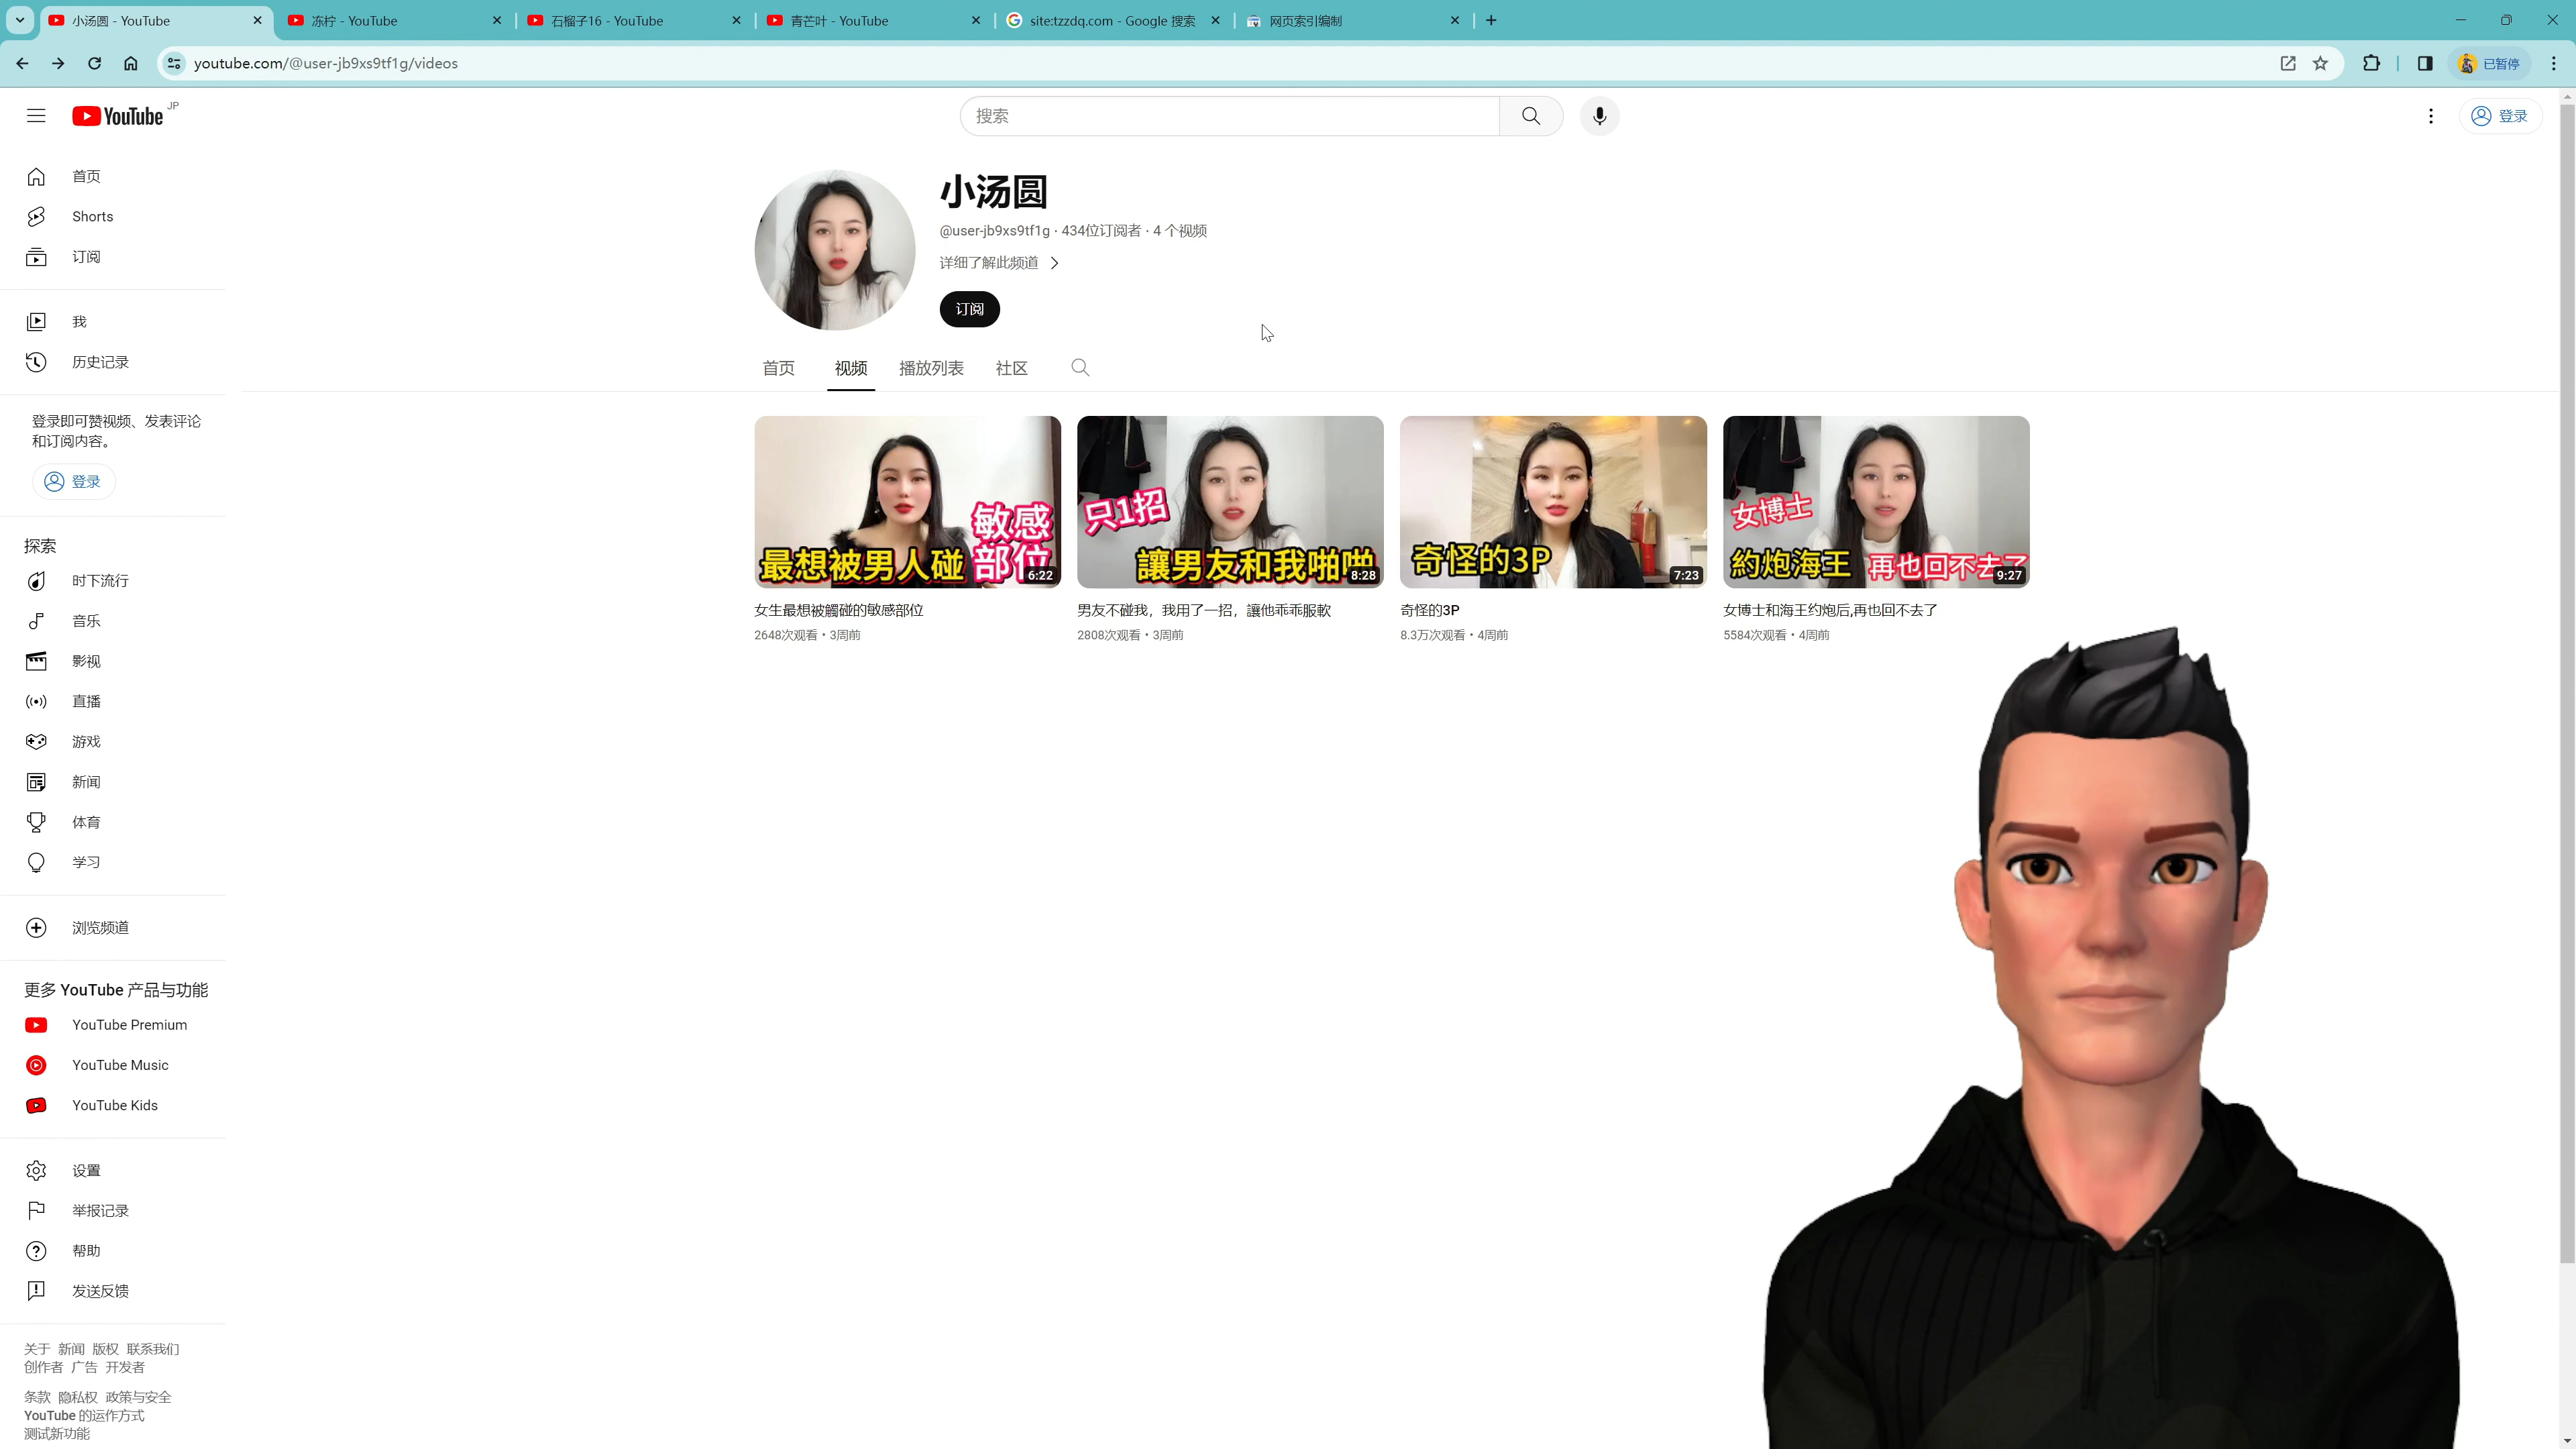 小汤圆 - YouTube
冻柠 - YouTube
石榴子16 - YouTube
青芒叶 - YouTube
site:tzzdq.com - Google 搜索
网页索引编制
youtube.com/@user-jb9xs9tf1g/videos
已暂停
YouTube JP
搜索
登录
首页
Shorts
订阅
我
历史记录
登录即可赞视频、发表评论
和订阅内容。
登录
探索
时下流行
音乐
影视
直播
游戏
新闻
体育
学习
浏览频道
更多 YouTube 产品与功能
YouTube Premium
YouTube Music
YouTube Kids
设置
举报记录
帮助
发送反馈
关于 新闻 版权 联系我们
创作者 广告 开发者
条款 隐私权 政策与安全
YouTube 的运作方式
测试新功能
小汤圆
@user-jb9xs9tf1g · 434位订阅者 · 4 个视频
详细了解此频道
订阅
首页 视频 播放列表 社区
敏感
最想被男人碰 部位
6:22
女生最想被觸碰的敏感部位
2648次观看 • 3周前
只1招
讓男友和我啪啪
8:28
男友不碰我，我用了一招，讓他乖乖服軟
2808次观看 • 3周前
奇怪的3P
7:23
奇怪的3P
8.3万次观看 • 4周前
女博士
約炮海王 再也回不去了
9:27
女博士和海王约炮后,再也回不去了
5584次观看 • 4周前